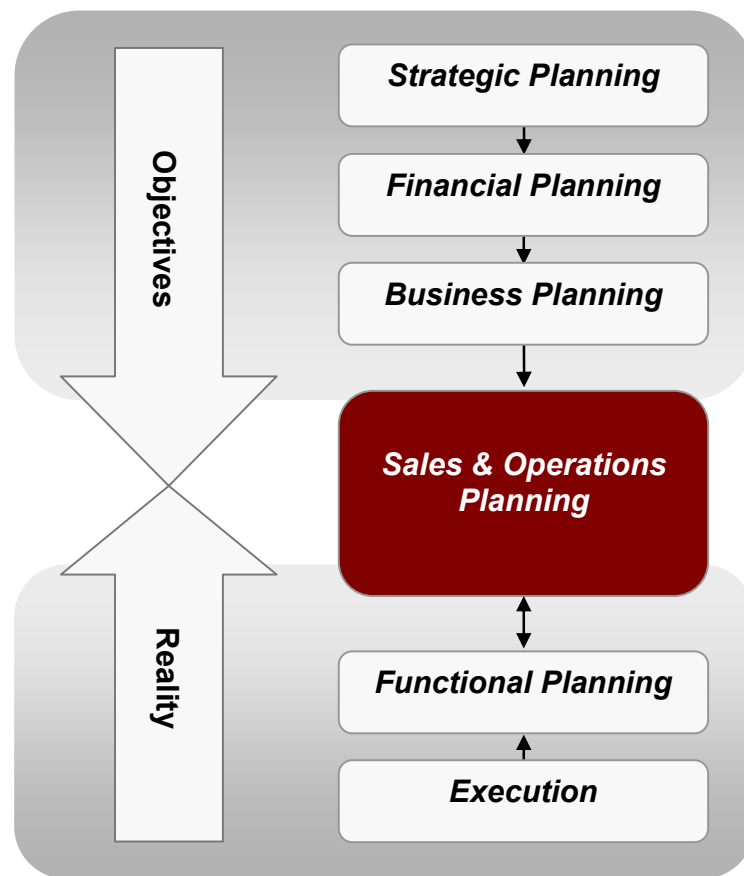 Strategic Planning
Objectives
Financial Planning
Business Planning
Sales & Operations
Planning
Reality
Functional Planning
Execution